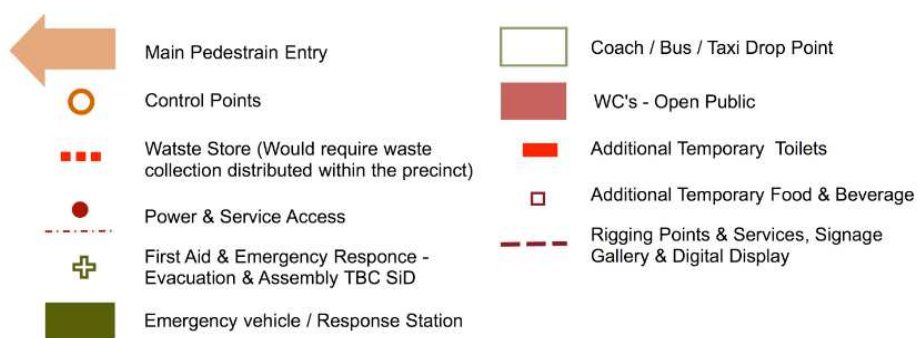 Main Pedestrain Entry
Control Points
Watste Store (Would require waste
collection distributed within the precinct)
Power & Service Access
First Aid & Emergency Responce -
Evacuation & Assembly TBC SiD
Emergency vehicle / Response Station
Coach / Bus / Taxi Drop Point
WC's - Open Public
Additional Temporary Toilets
Additional Temporary Food & Beverage
Rigging Points & Services, Signage
Gallery & Digital Display